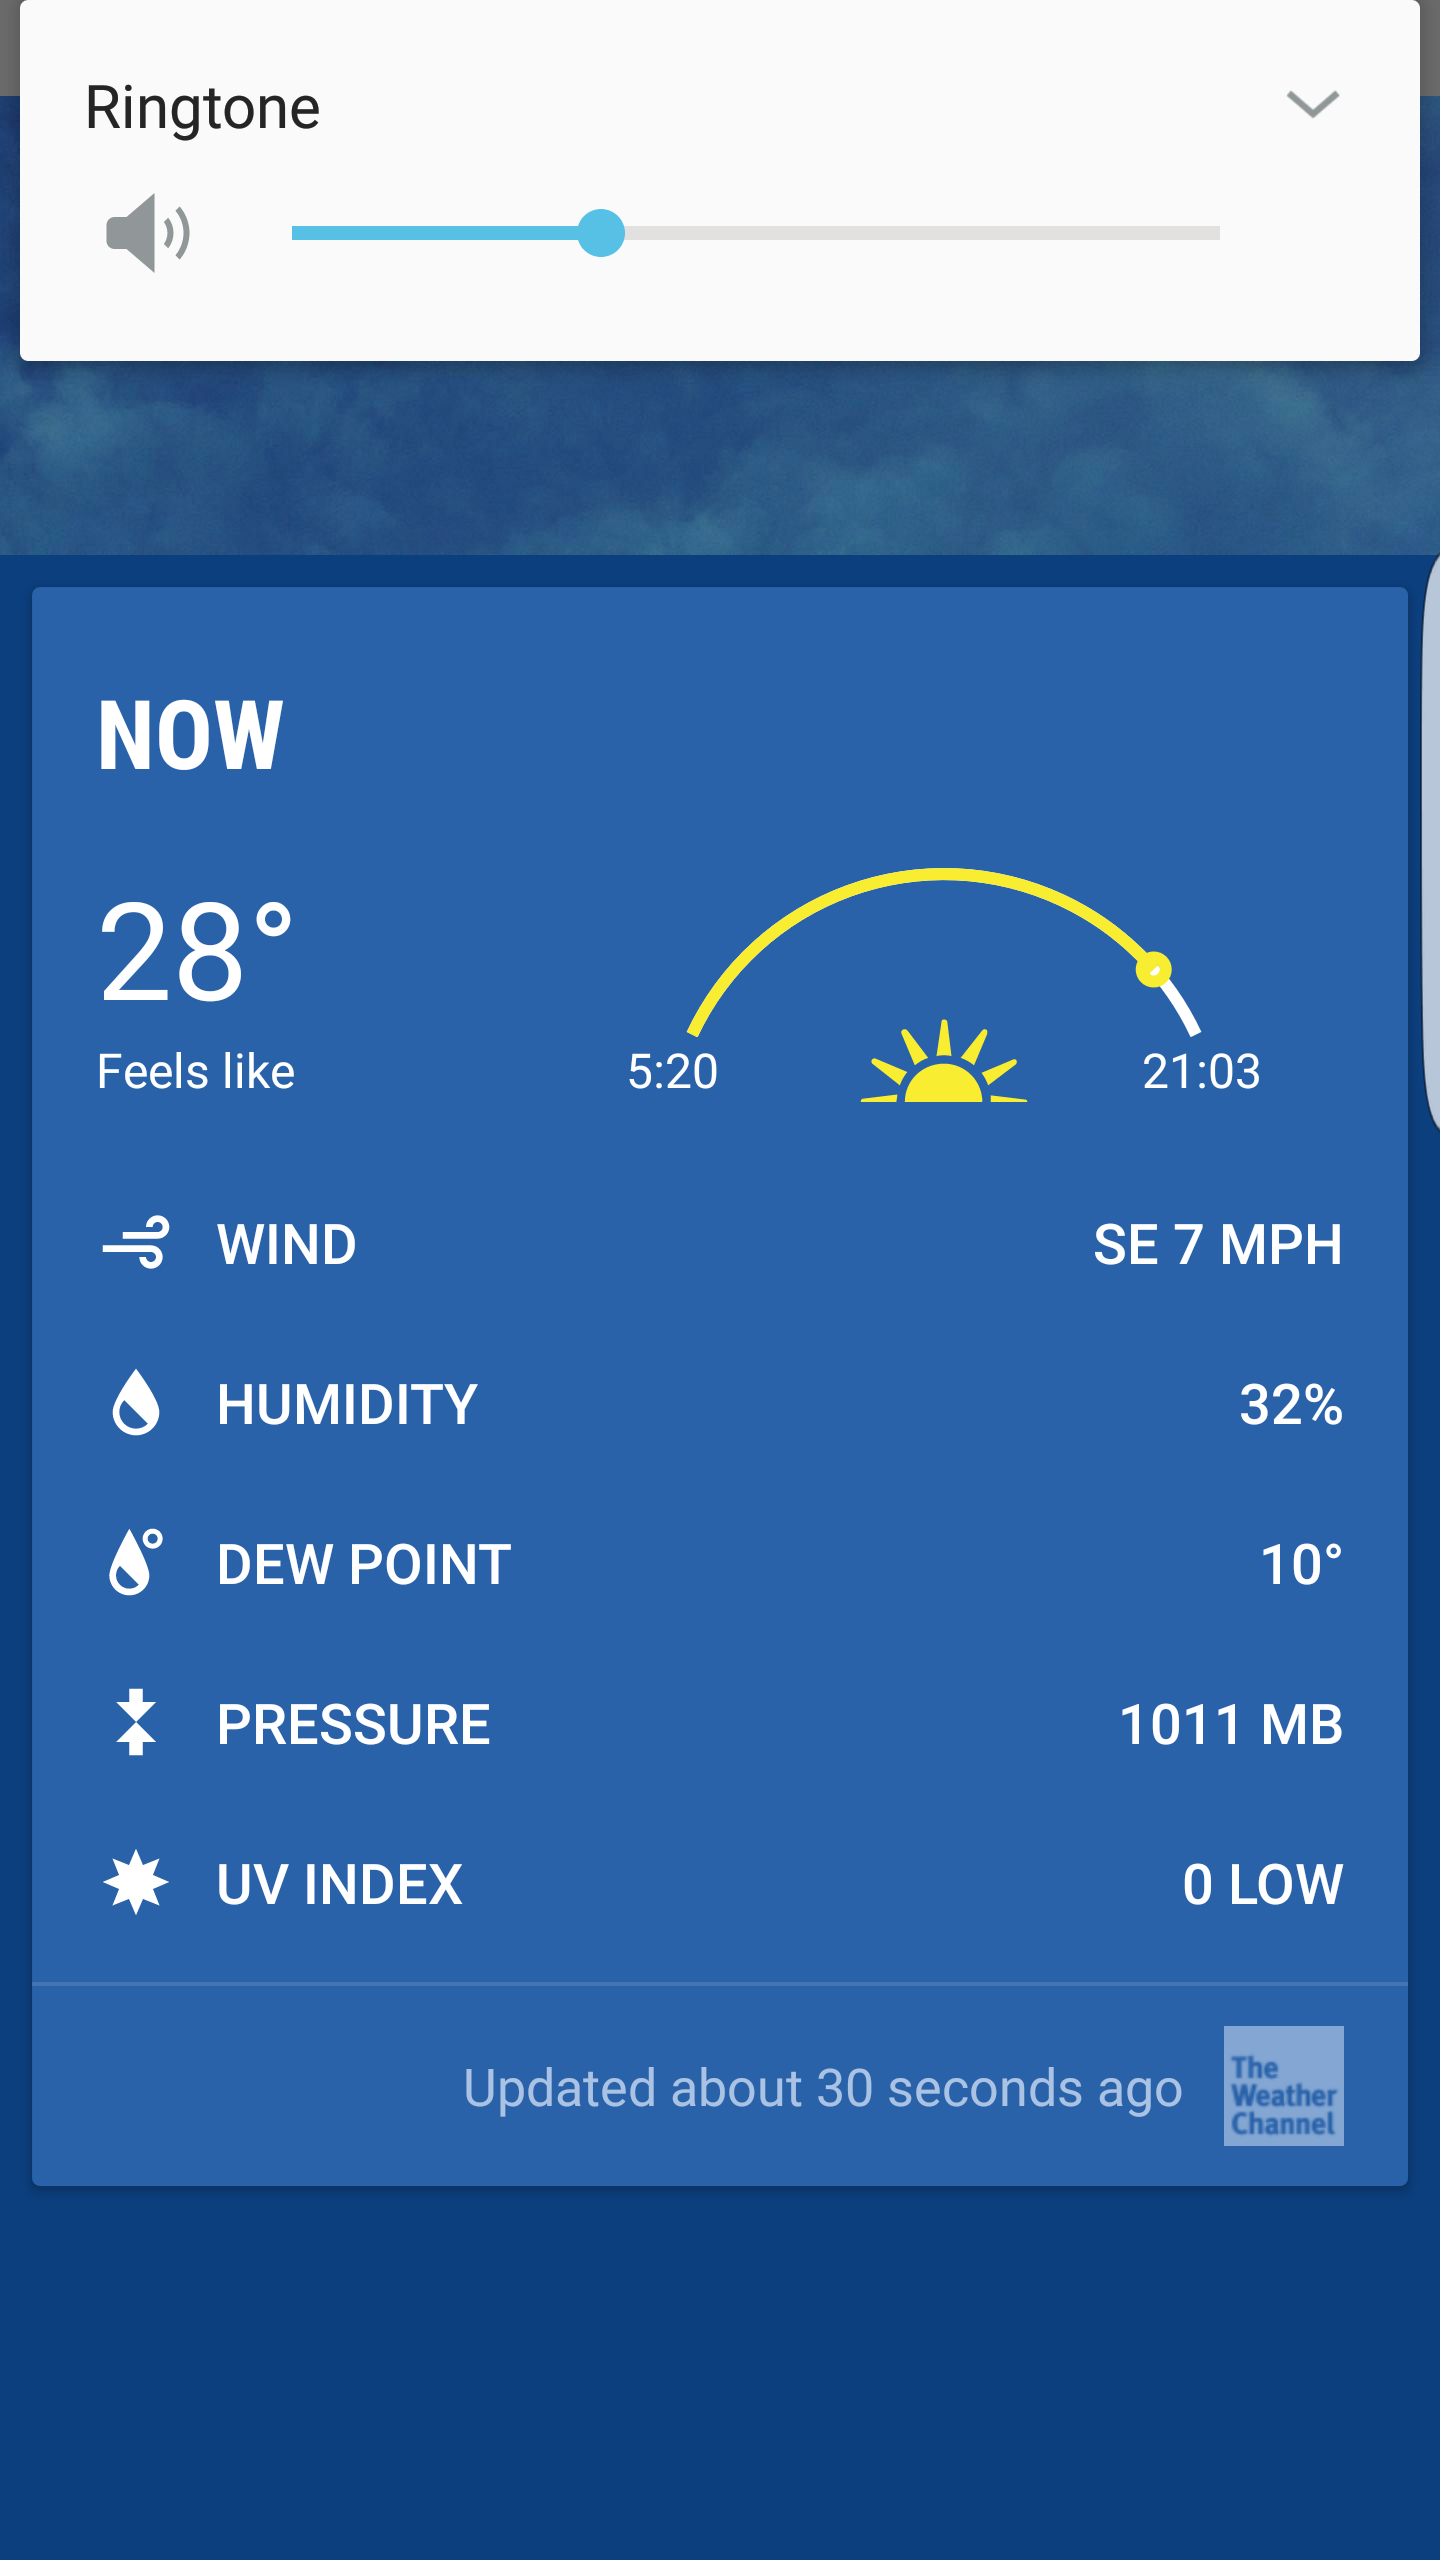 Ringtone
NOW
28°
Feels like
5:20
21:03
WIND
SE 7 MPH
HUMIDITY
32%
DEW POINT
10°
PRESSURE
1011 MB
UV INDEX
0 LOW
Updated about 30 seconds ago
The
Weather
Channel